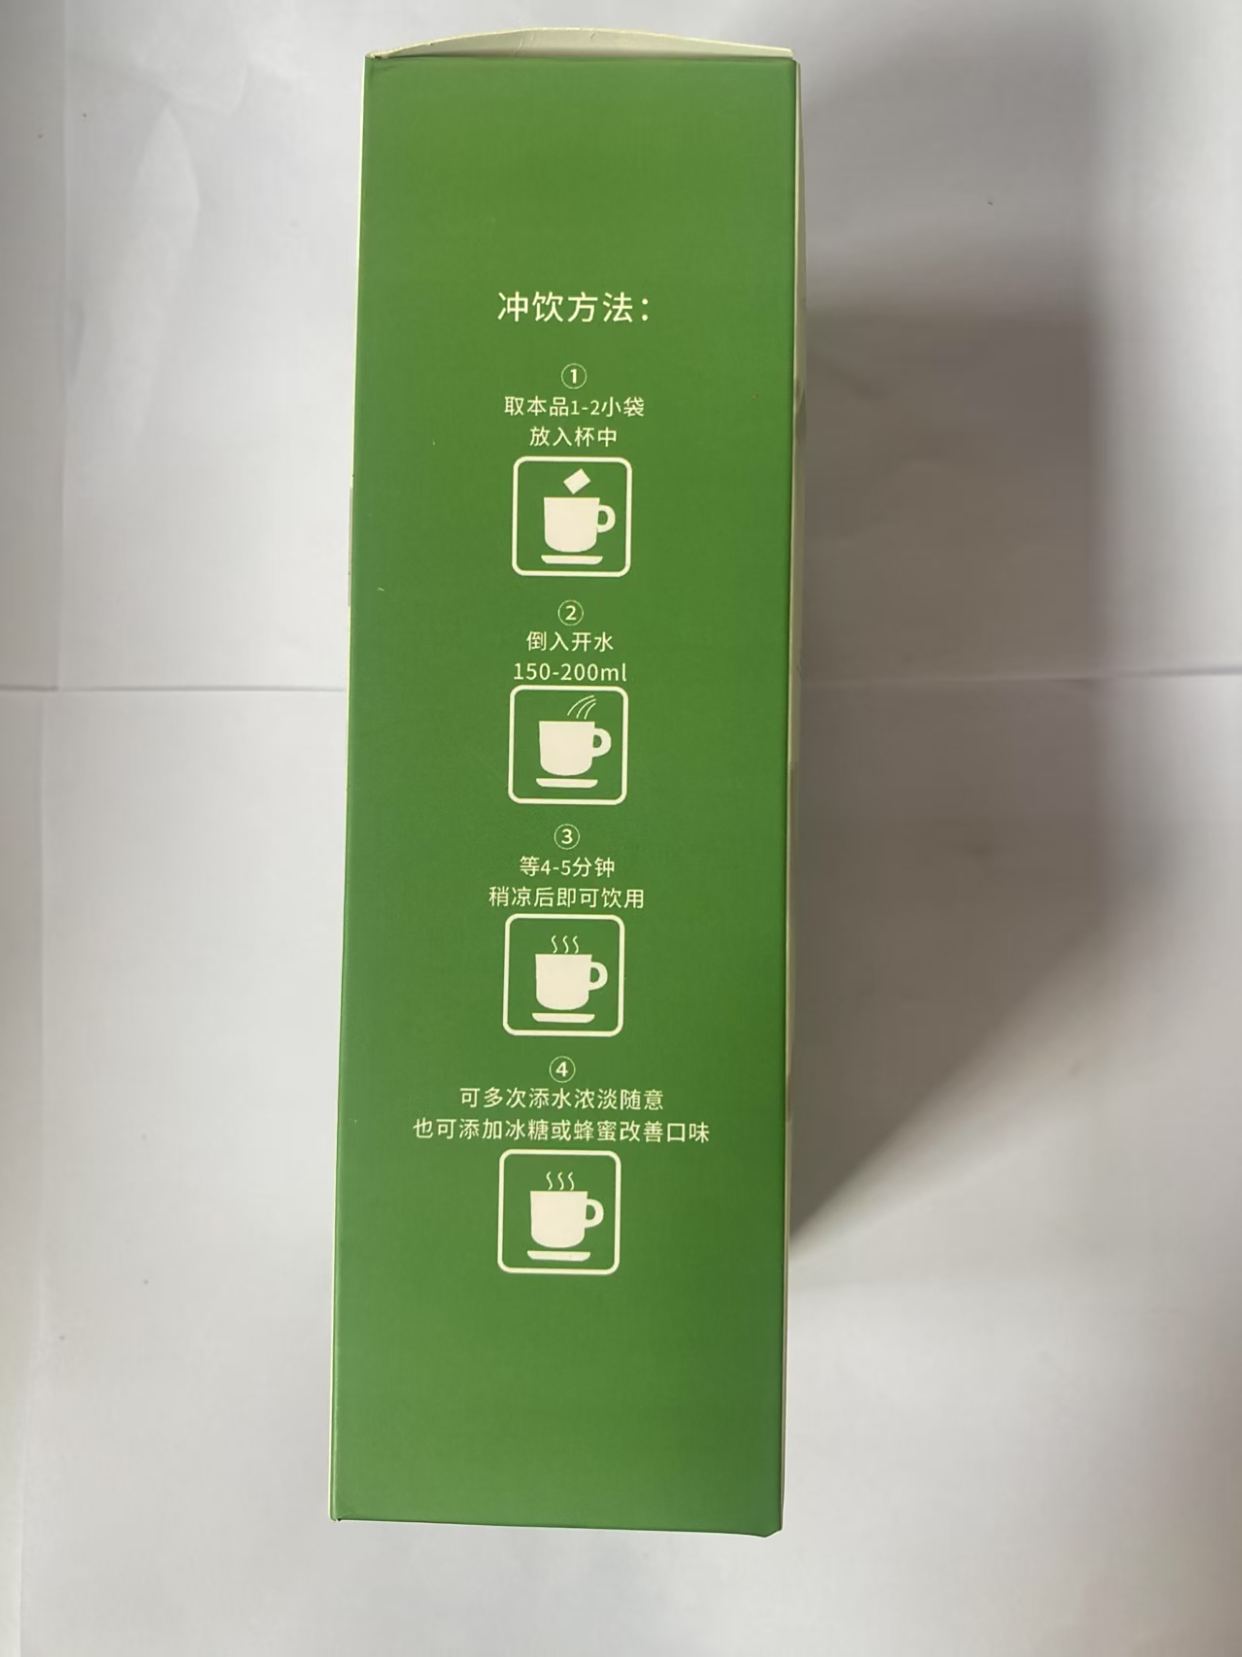 冲饮方法：
①
取本品1-2小袋
放入杯中
②
倒入开水
150-200ml
③
等4-5分钟
稍凉后即可饮用
④
可多次添水浓淡随意
也可添加冰糖或蜂蜜改善口味